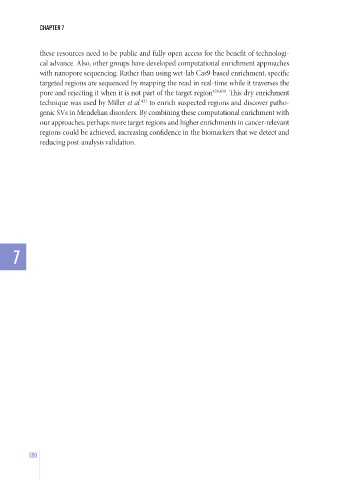 CHAPTER 7
these resources need to be public and fully open access for the benefit of technologi-
cal advance. Also, other groups have developed computational enrichment approaches
with nanopore sequencing. Rather than using wet-lab Cas9-based enrichment, specific
targeted regions are sequenced by mapping the read in real-time while it traverses the
pore and rejecting it when it is not part of the target region. This dry enrichment
technique was used by Miller et al. to enrich suspected regions and discover patho-
genic SVs in Mendelian disorders. By combining these computational enrichment with
our approaches, perhaps more target regions and higher enrichments in cancer-relevant
regions could be achieved, increasing confidence in the biomarkers that we detect and
reducing post-analysis validation.
7
180